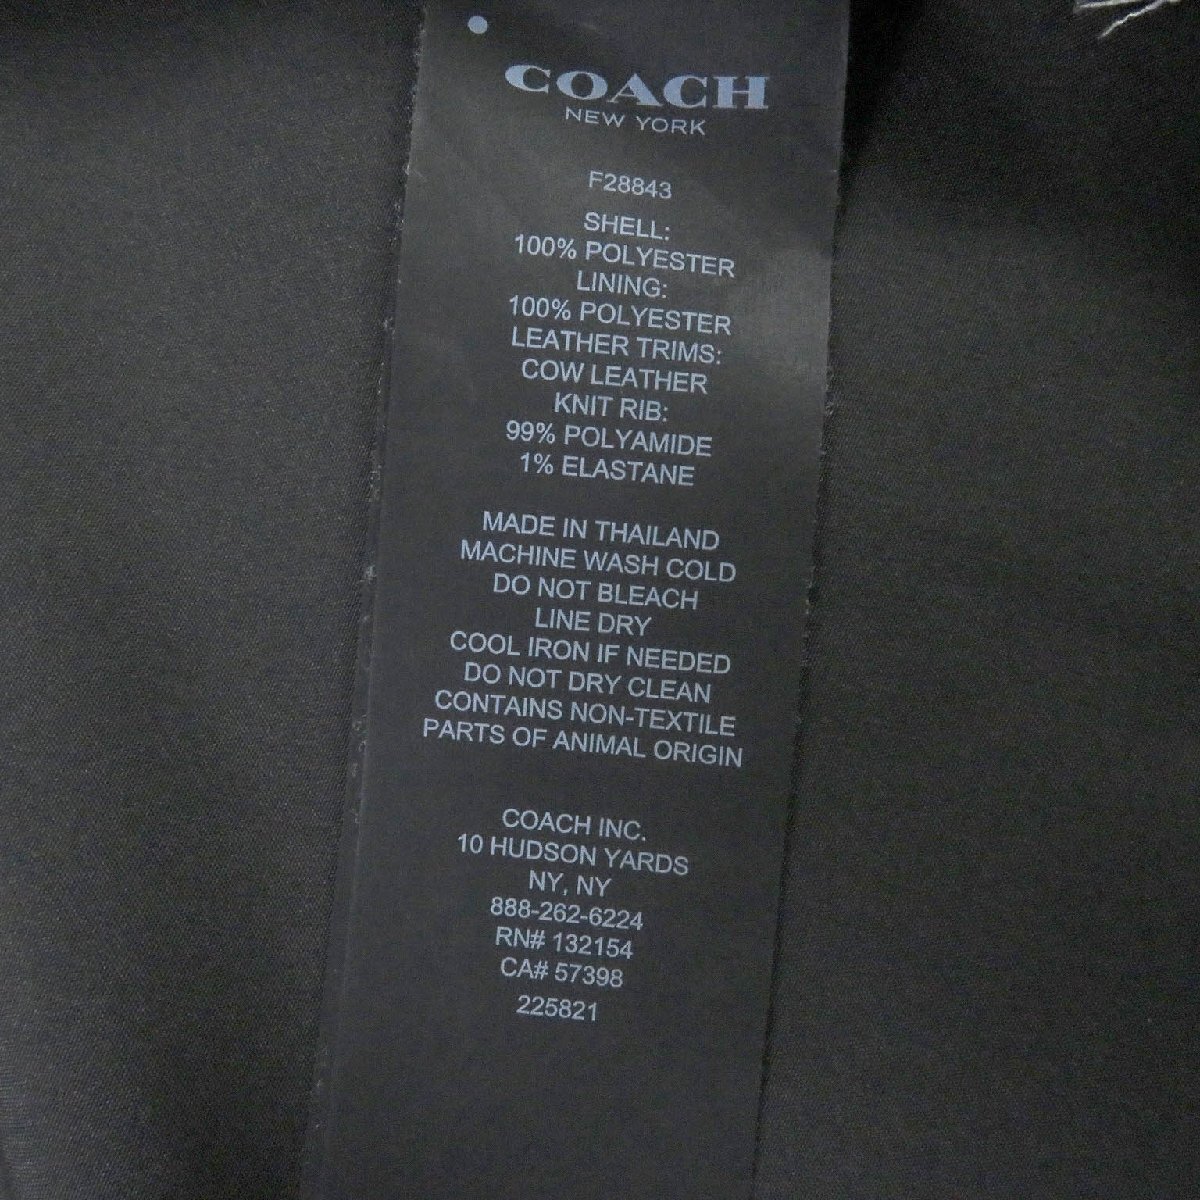 COACH
NEW YORK
F28843
SHELL:
100% POLYESTER
LINING:
100% POLYESTER
LEATHER TRIMS:
COW LEATHER
KNIT RIB:
99% POLYAMIDE
1% ELASTANE
MADE IN THAILAND
MACHINE WASH COLD
DO NOT BLEACH
LINE DRY
COOL IRON IF NEEDED
DO NOT DRY CLEAN
CONTAINS NON-TEXTILE
PARTS OF ANIMAL ORIGIN
COACH INC.
10 HUDSON YARDS
NY, NY
888-262-6224
RN# 132154
CA# 57398
225821